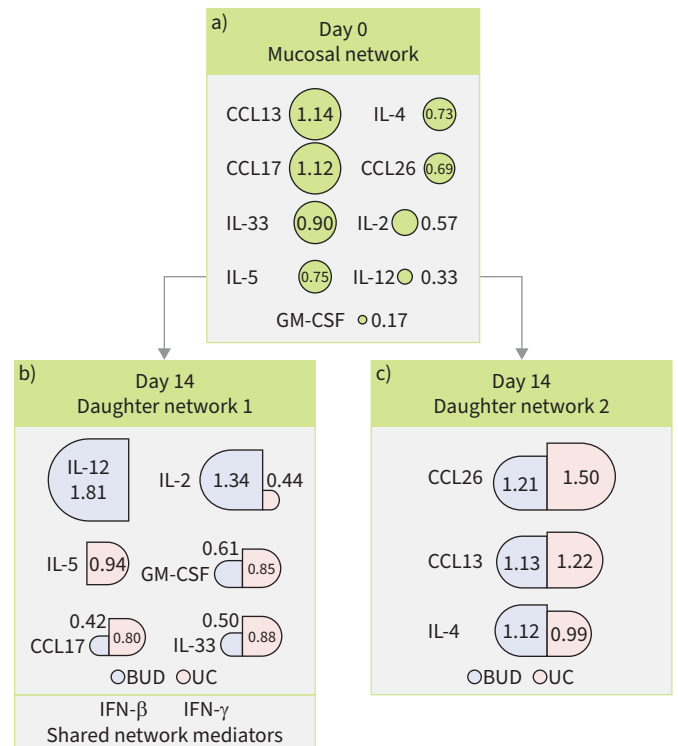 a)
Day 0
Mucosal network
CCL13 1.14 IL-4 0.73
CCL17 1.12 CCL26 0.69
IL-33 0.90 IL-2 0.57
IL-5 0.75 IL-12 0.33
GM-CSF 0.17
b)
Day 14
Daughter network 1
IL-12
1.81
IL-2 1.34 0.44
IL-5 0.94
0.61
GM-CSF 0.85
0.42
CCL17 0.80
0.50
IL-33 0.88
BUD UC
IFN-β IFN-γ
Shared network mediators
c)
Day 14
Daughter network 2
CCL26 1.21 1.50
CCL13 1.13 1.22
IL-4 1.12 0.99
BUD UC